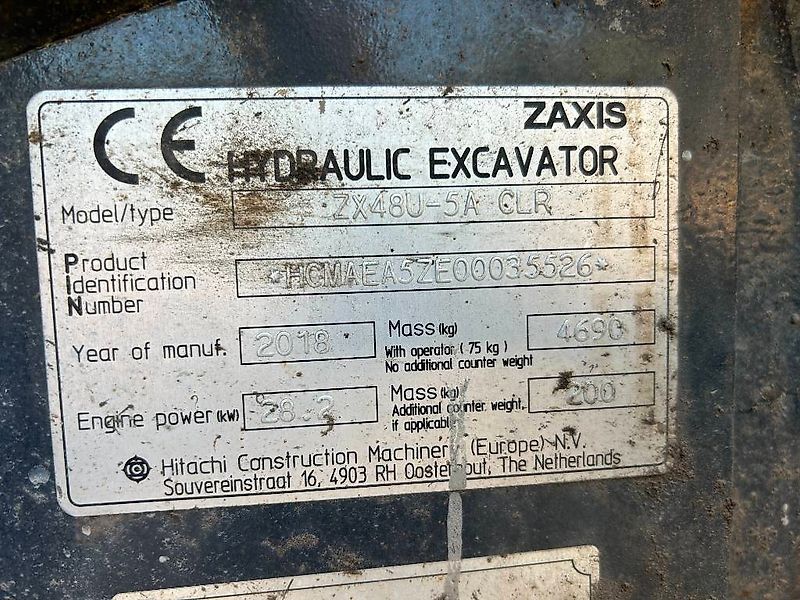 CE ZAXIS
HYDRAULIC EXCAVATOR
Model/type ZX48U-5A CLR
Product
Identification
Number *HCMAEA5ZE00035526*
Year of manuf. 2018 Mass (kg) 4690
With operator ( 75 kg )
No additional counter weight
Engine power (kW) 28.2 Mass (kg) 200
Additional counter weight,
if applicable
Hitachi Construction Machinery (Europe) N.V.
Souvereinstraat 16, 4903 RH Oosterhout, The Netherlands